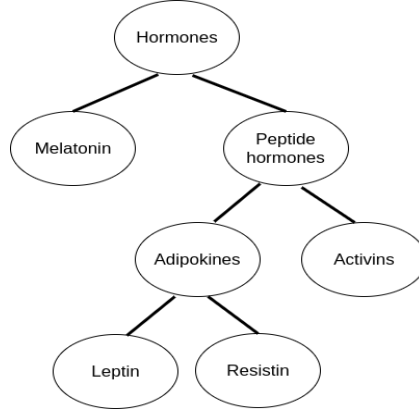 Hormones
Melatonin
Peptide
hormones
Adipokines
Activins
Leptin
Resistin